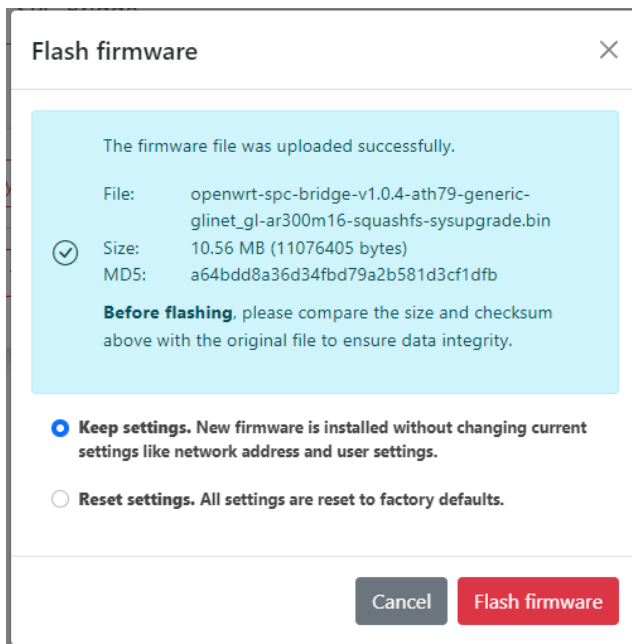 Flash firmware
The firmware file was uploaded successfully.
File: openwrt-spc-bridge-v1.0.4-ath79-generic-
glinet_gl-ar300m16-squashfs-sysupgrade.bin
Size: 10.56 MB (11076405 bytes)
MD5: a64bdd8a36d34fbd79a2b581d3cf1dfb
Before flashing, please compare the size and checksum
above with the original file to ensure data integrity.
Keep settings. New firmware is installed without changing current
settings like network address and user settings.
Reset settings. All settings are reset to factory defaults.
Cancel Flash firmware